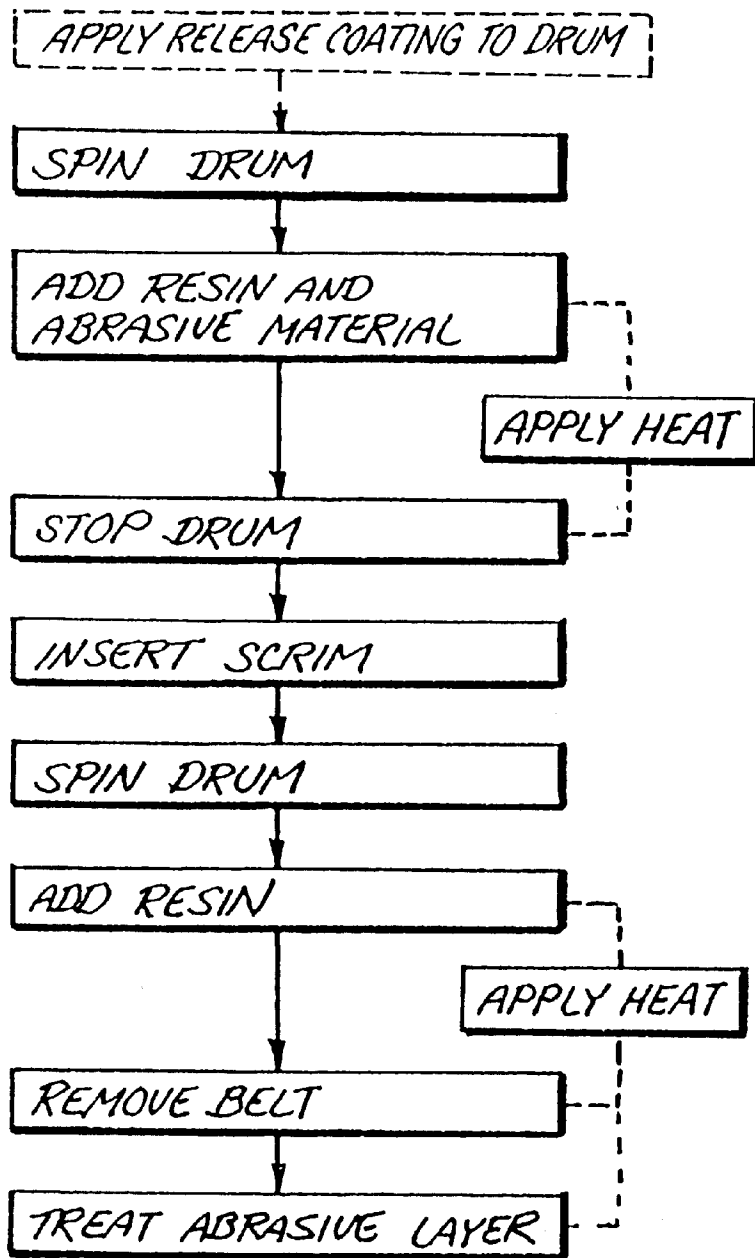 APPLY RELEASE COATING TO DRUM
SPIN DRUM
ADD RESIN AND
ABRASIVE MATERIAL
APPLY HEAT
STOP DRUM
INSERT SCRIM
SPIN DRUM
ADD RESIN
APPLY HEAT
REMOVE BELT
TREAT ABRASIVE LAYER